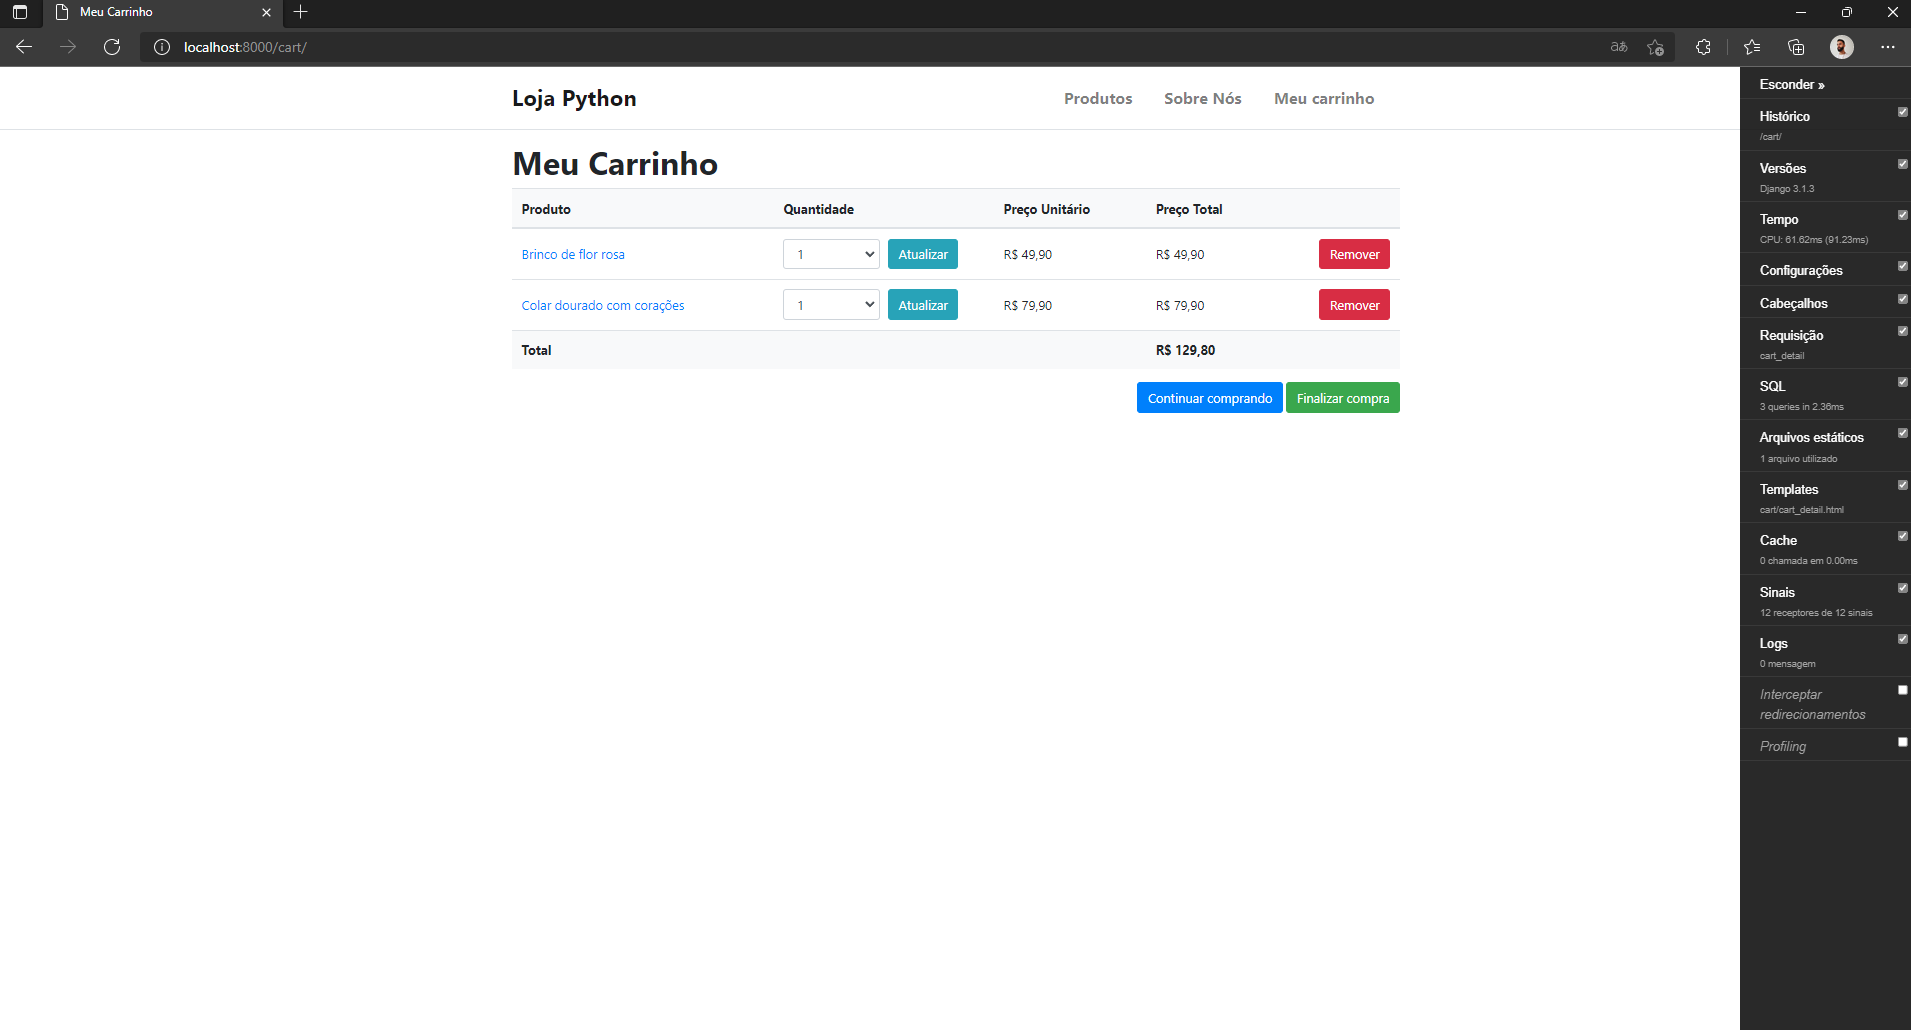 Meu Carrinho
localhost:8000/cart/
Loja Python
Produtos Sobre Nós Meu carrinho
Meu Carrinho
Produto Quantidade Preço Unitário Preço Total
Brinco de flor rosa 1 Atualizar R$ 49,90 R$ 49,90 Remover
Colar dourado com corações 1 Atualizar R$ 79,90 R$ 79,90 Remover
Total R$ 129,80
Continuar comprando Finalizar compra
Esconder »
Histórico
/cart/
Versões
Django 3.1.3
Tempo
CPU: 61.62ms (91.23ms)
Configurações
Cabeçalhos
Requisição
cart_detail
SQL
3 queries in 2.36ms
Arquivos estáticos
1 arquivo utilizado
Templates
cart/cart_detail.html
Cache
0 chamada em 0.00ms
Sinais
12 receptores de 12 sinais
Logs
0 mensagem
Interceptar
redirecionamentos
Profiling